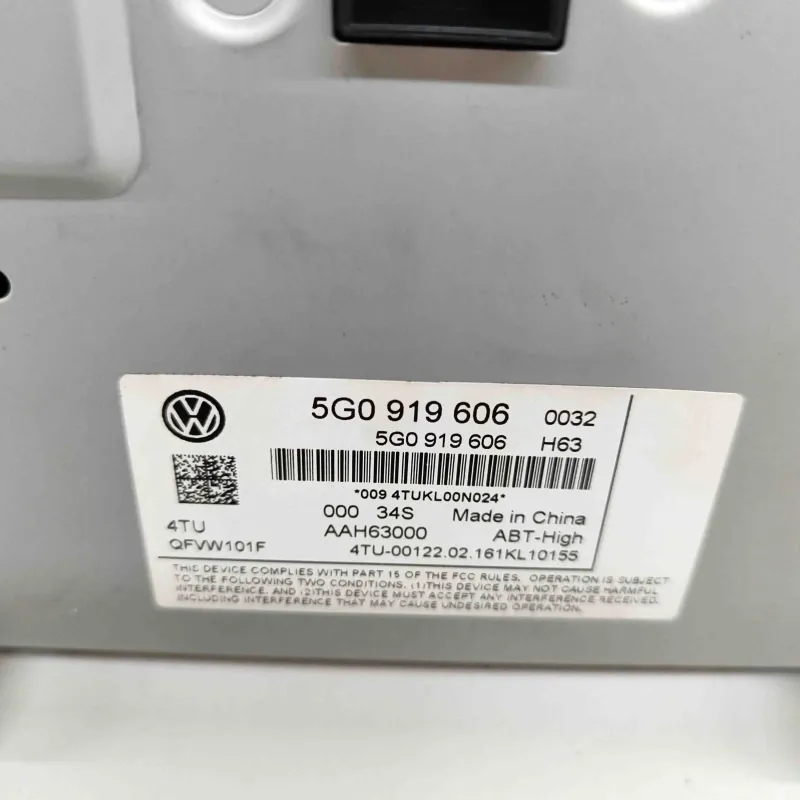 5G0 919 606 0032
5G0 919 606 H63
*009 4TUKL00N024*
000 34S Made in China
4TU AAH63000 ABT-High
QFVW101F 4TU-00122.02.161KL10155
THIS DEVICE COMPLIES WITH PART 15 OF THE FCC RULES. OPERATION IS SUBJECT
TO THE FOLLOWING TWO CONDITIONS. (1)THIS DEVICE MAY NOT CAUSE HARMFUL
INTERFERENCE. AND (2)THIS DEVICE MUST ACCEPT ANY INTERFERENCE RECEIVED.
INCLUDING INTERFERENCE THAT MAY CAUSE UNDESIRED OPERATION.